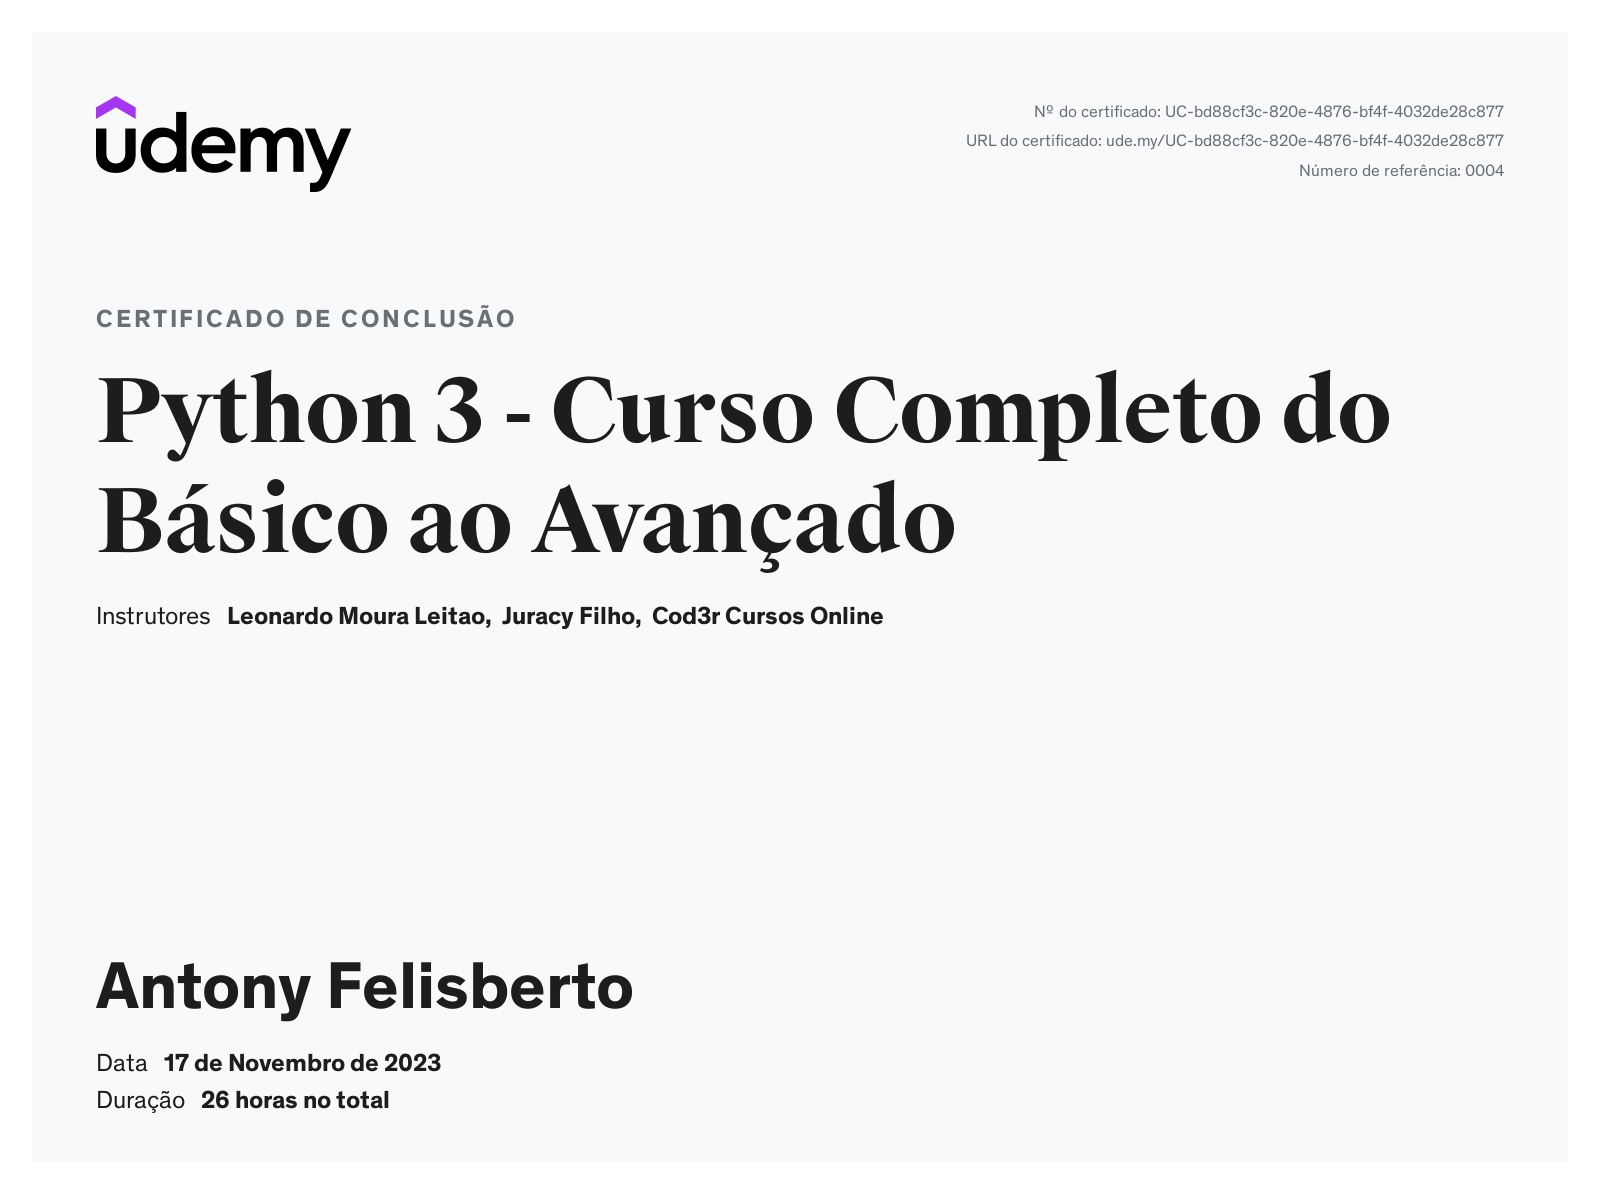 udemy
Nº do certificado: UC-bd88cf3c-820e-4876-bf4f-4032de28c877
URL do certificado: ude.my/UC-bd88cf3c-820e-4876-bf4f-4032de28c877
Número de referência: 0004
CERTIFICADO DE CONCLUSÃO
Python 3 - Curso Completo do
Básico ao Avançado
Instrutores Leonardo Moura Leitao, Juracy Filho, Cod3r Cursos Online
Antony Felisberto
Data 17 de Novembro de 2023
Duração 26 horas no total